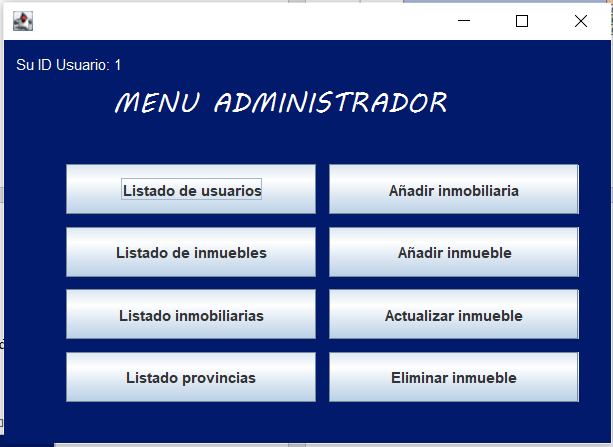 Su ID Usuario: 1
MENU ADMINISTRADOR
Listado de usuarios
Añadir inmobiliaria
Listado de inmuebles
Añadir inmueble
Listado inmobiliarias
Actualizar inmueble
Listado provincias
Eliminar inmueble